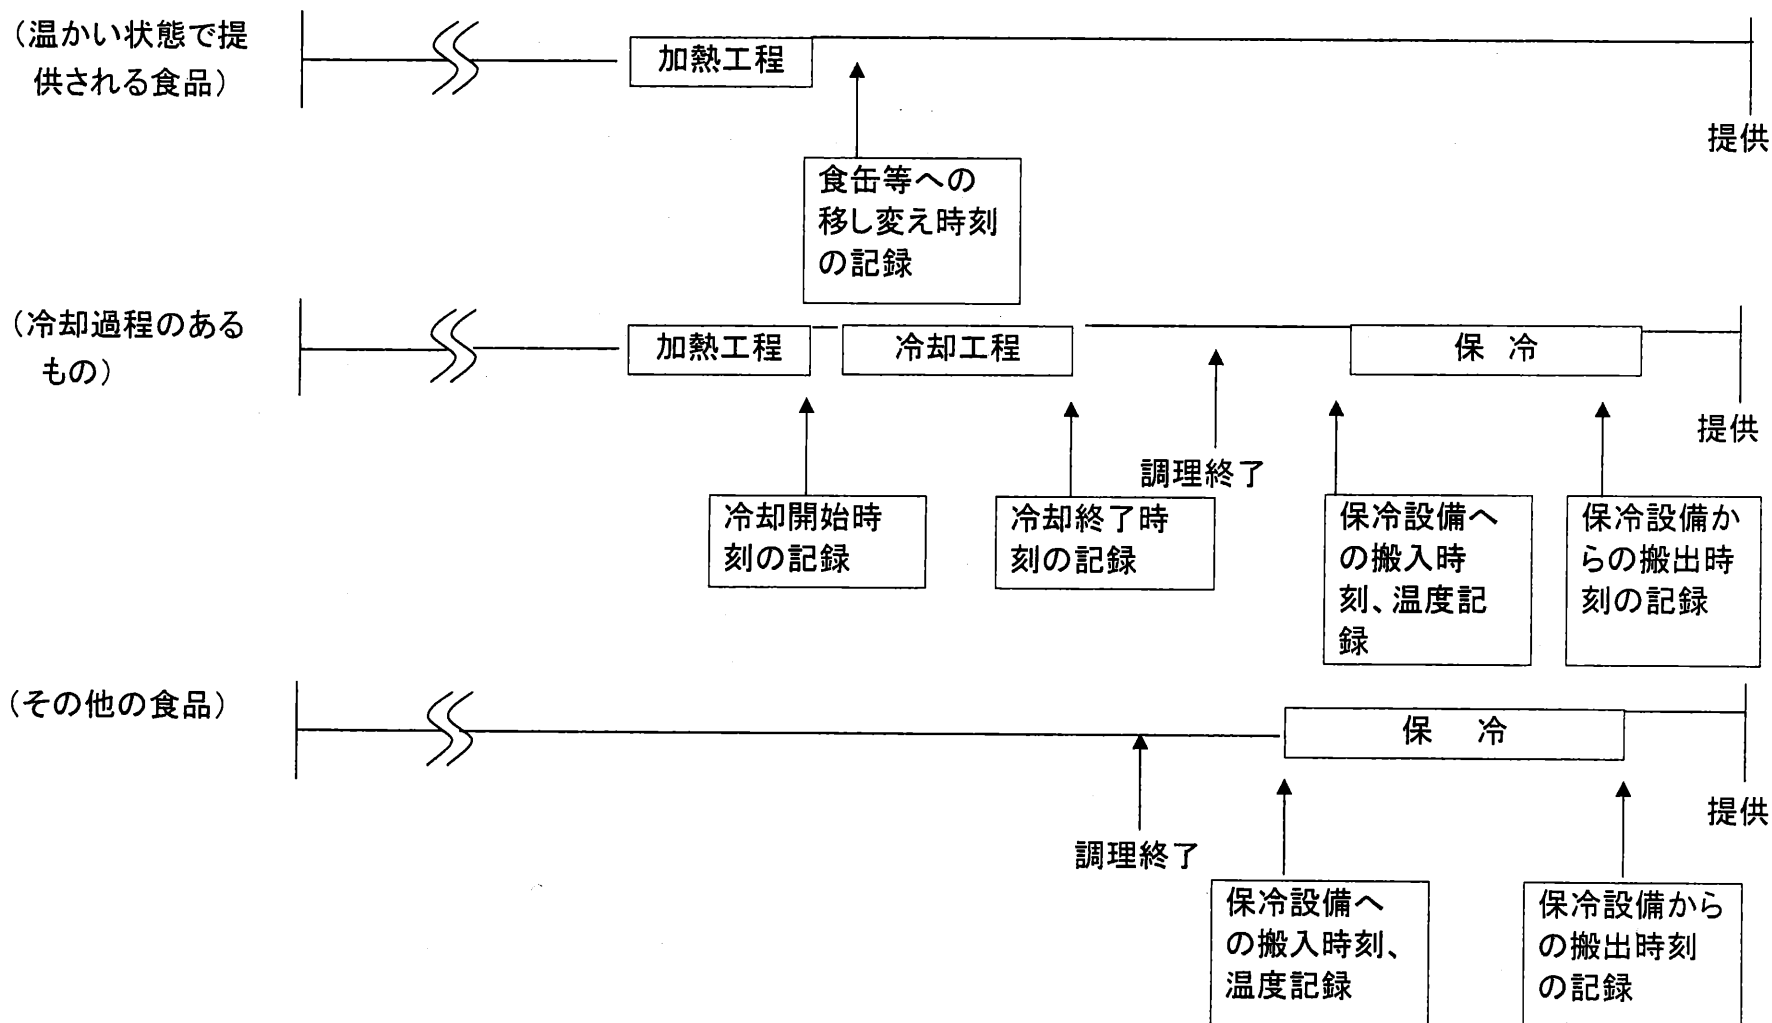 （温かい状態で提
供される食品）
加熱工程
提供
食缶等への
移し変え時刻
の記録
（冷却過程のある
もの）
加熱工程
冷却工程
保 冷
提供
調理終了
冷却開始時
刻の記録
冷却終了時
刻の記録
保冷設備へ
の搬入時
刻、温度記
録
保冷設備か
らの搬出時
刻の記録
（その他の食品）
保 冷
提供
調理終了
保冷設備へ
の搬入時刻、
温度記録
保冷設備から
の搬出時刻
の記録